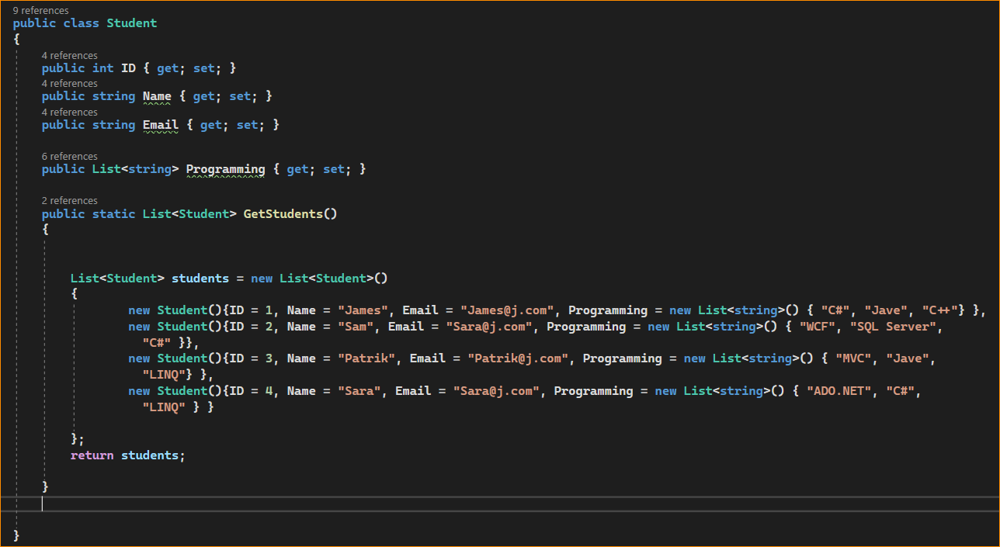 9 references
public class Student
{
4 references
public int ID { get; set; }
4 references
public string Name { get; set; }
4 references
public string Email { get; set; }
6 references
public List<string> Programming { get; set; }
2 references
public static List<Student> GetStudents()
{
List<Student> students = new List<Student>()
{
new Student(){ID = 1, Name = "James", Email = "James@j.com", Programming = new List<string>() { "C#", "Jave", "C++"} },
new Student(){ID = 2, Name = "Sam", Email = "Sara@j.com", Programming = new List<string>() { "WCF", "SQL Server",
"C#" }},
new Student(){ID = 3, Name = "Patrik", Email = "Patrik@j.com", Programming = new List<string>() { "MVC", "Jave",
"LINQ"} },
new Student(){ID = 4, Name = "Sara", Email = "Sara@j.com", Programming = new List<string>() { "ADO.NET", "C#",
"LINQ" } }
};
return students;
}
}